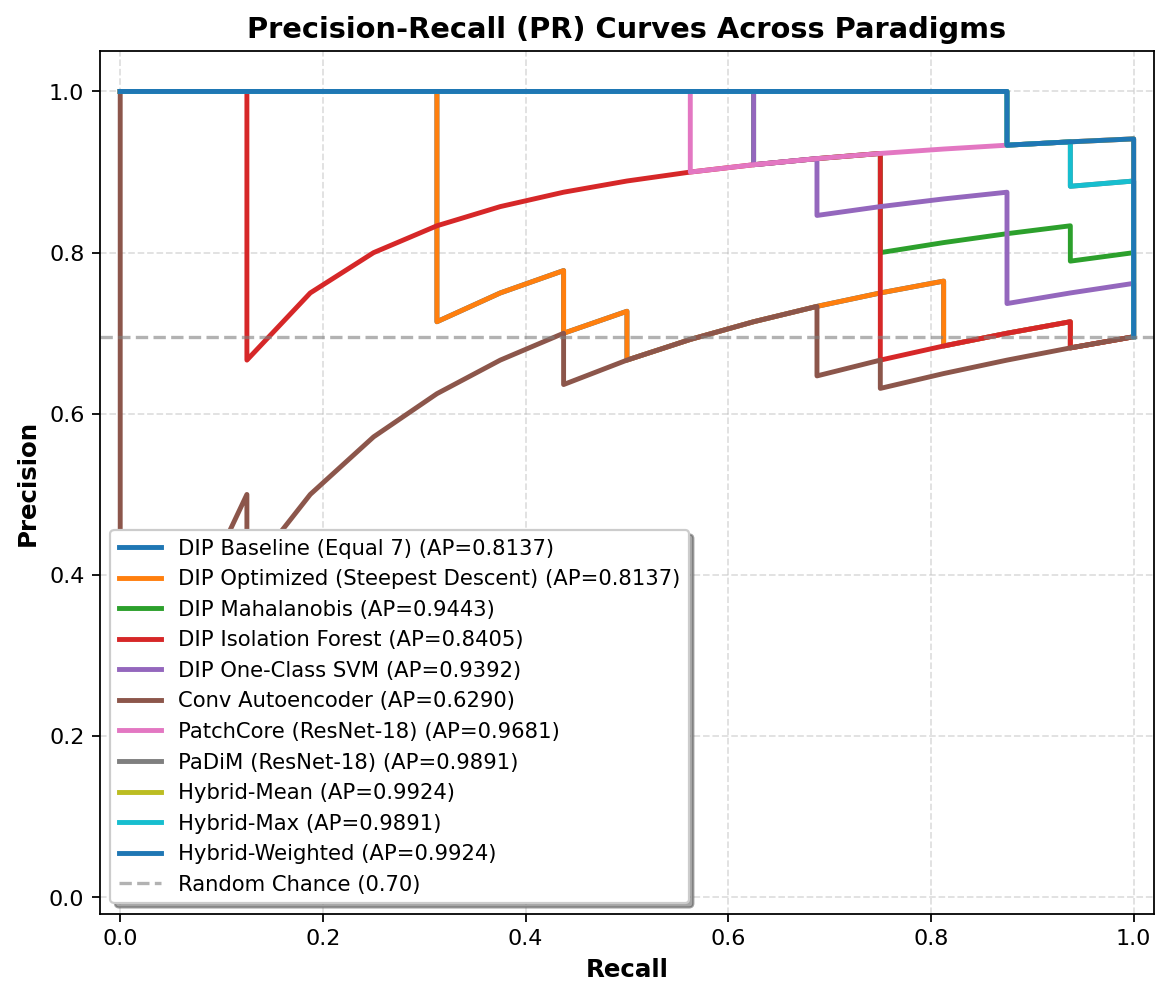 Precision-Recall (PR) Curves Across Paradigms
1.0
0.8
0.6
0.4
0.2
0.0
Precision
DIP Baseline (Equal 7) (AP=0.8137)
DIP Optimized (Steepest Descent) (AP=0.8137)
DIP Mahalanobis (AP=0.9443)
DIP Isolation Forest (AP=0.8405)
DIP One-Class SVM (AP=0.9392)
Conv Autoencoder (AP=0.6290)
PatchCore (ResNet-18) (AP=0.9681)
PaDiM (ResNet-18) (AP=0.9891)
Hybrid-Mean (AP=0.9924)
Hybrid-Max (AP=0.9891)
Hybrid-Weighted (AP=0.9924)
Random Chance (0.70)
0.0 0.2 0.4 0.6 0.8 1.0
Recall